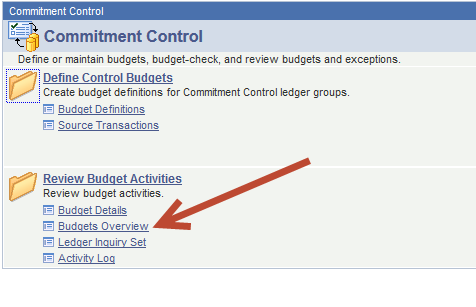 Commitment Control
Commitment Control
Define or maintain budgets, budget-check, and review budgets and exceptions.
Define Control Budgets
Create budget definitions for Commitment Control ledger groups.
Budget Definitions
Source Transactions
Review Budget Activities
Review budget activities.
Budget Details
Budgets Overview
Ledger Inquiry Set
Activity Log